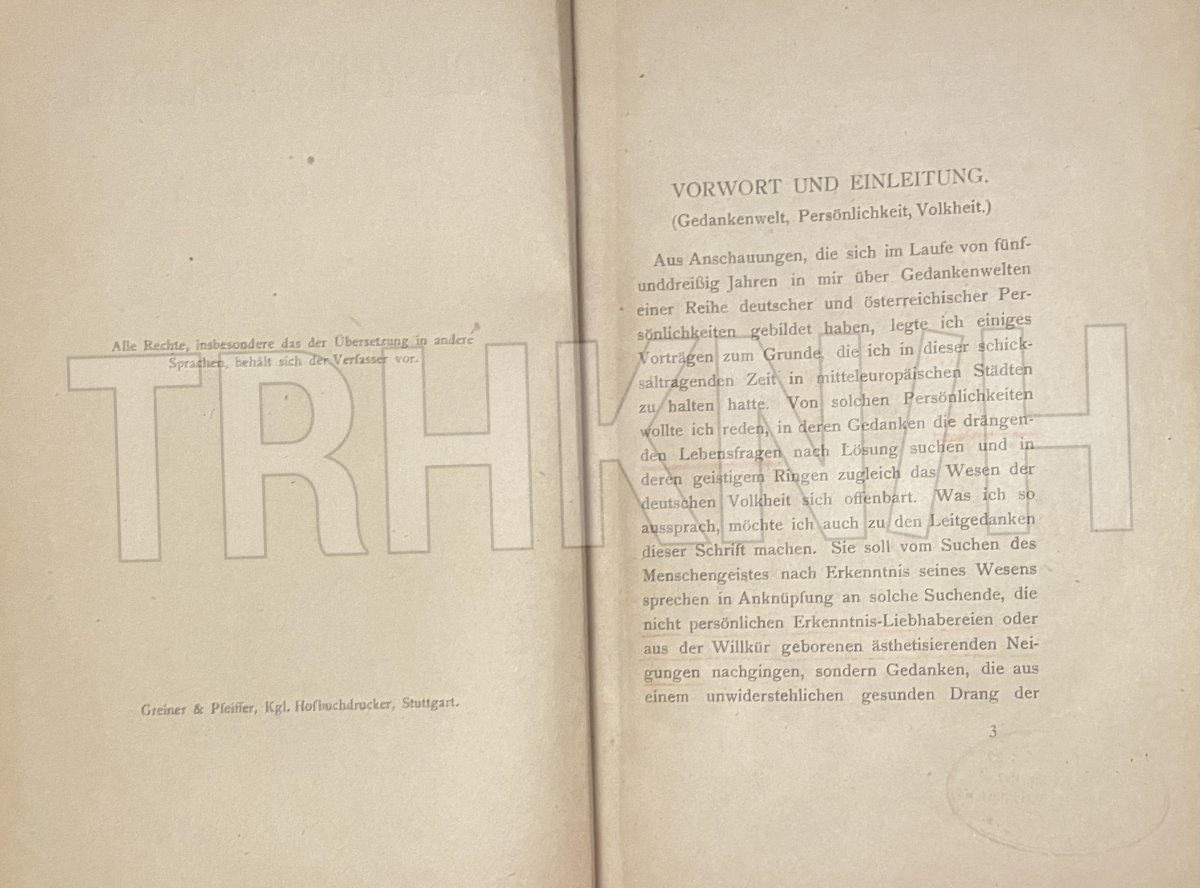 Alle Rechte, insbesondere das der Übersetzung in andere
Sprachen, behält sich der Verfasser vor.
Greiner & Pfeiffer, Kgl. Hofbuchdrucker, Stuttgart.
VORWORT UND EINLEITUNG.
(Gedankenwelt, Persönlichkeit, Volkheit.)
Aus Anschauungen, die sich im Laufe von fünf-
unddreißig Jahren in mir über Gedankenwelten
einer Reihe deutscher und österreichischer Per-
sönlichkeiten gebildet haben, legte ich einiges
Vorträgen zum Grunde, die ich in dieser schick-
saltragenden Zeit in mitteleuropäischen Städten
zu halten hatte. Von solchen Persönlichkeiten
wollte ich reden, in deren Gedanken die drängen-
den Lebensfragen nach Lösung suchen und in
deren geistigem Ringen zugleich das Wesen der
deutschen Volkheit sich offenbart. Was ich so
aussprach, möchte ich auch zu den Leitgedanken
dieser Schrift machen. Sie soll vom Suchen des
Menschengeistes nach Erkenntnis seines Wesens
sprechen in Anknüpfung an solche Suchende, die
nicht persönlichen Erkenntnis-Liebhabereien oder
aus der Willkür geborenen ästhetisierenden Nei-
gungen nachgingen, sondern Gedanken, die aus
einem unwiderstehlichen gesunden Drang der
3
TRHKN/H